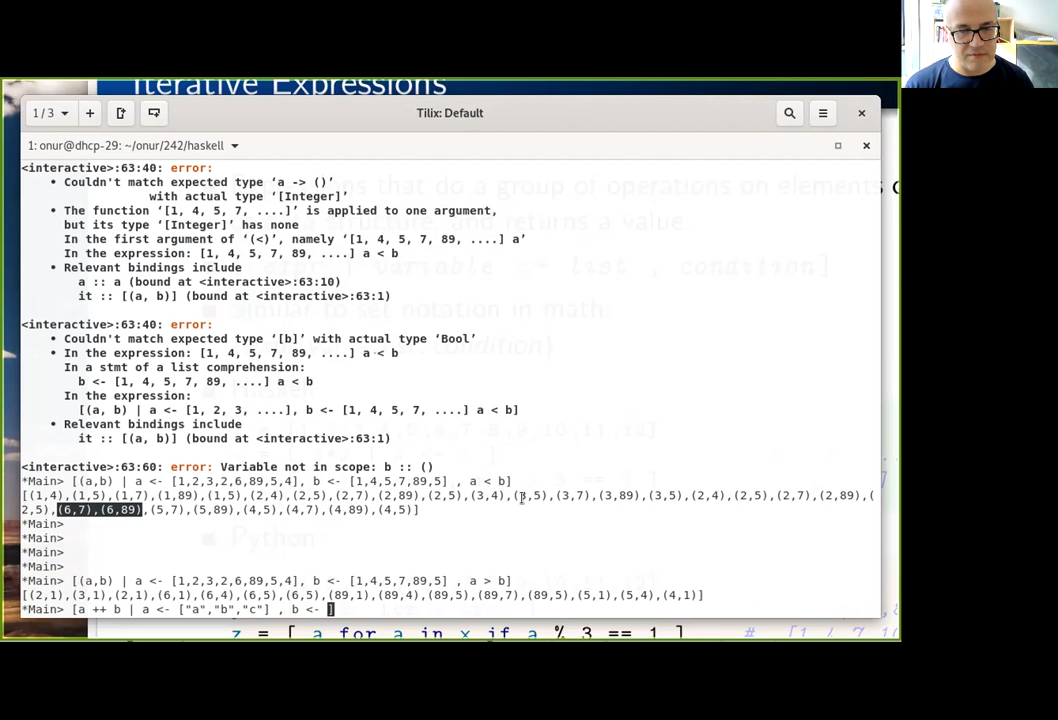 Iterative Expressions
1/3
Tilix: Default
1: onur@dhcp-29: ~/onur/242/haskell
<interactive>:63:40: error:
• Couldn't match expected type ‘a -> ()’
with actual type ‘[Integer]’
• The function ‘[1, 4, 5, 7, ....]’ is applied to one argument,
but its type ‘[Integer]’ has none
In the first argument of ‘(<)’, namely ‘[1, 4, 5, 7, 89, ....] a’
In the expression: [1, 4, 5, 7, 89, ....] a < b
• Relevant bindings include
a :: a (bound at <interactive>:63:10)
it :: [(a, b)] (bound at <interactive>:63:1)
<interactive>:63:40: error:
• Couldn't match expected type ‘[b]’ with actual type ‘Bool’
• In the expression: [1, 4, 5, 7, 89, ....] a < b
In a stmt of a list comprehension:
b <- [1, 4, 5, 7, 89, ....] a < b
In the expression:
[(a, b) | a <- [1, 2, 3, ....], b <- [1, 4, 5, 7, ....] a < b]
• Relevant bindings include
it :: [(a, b)] (bound at <interactive>:63:1)
<interactive>:63:60: error: Variable not in scope: b :: ()
*Main> [(a,b) | a <- [1,2,3,2,6,89,5,4], b <- [1,4,5,7,89,5] , a < b]
[(1,4),(1,5),(1,7),(1,89),(1,5),(2,4),(2,5),(2,7),(2,89),(2,5),(3,4),(3,5),(3,7),(3,89),(3,5),(2,4),(2,5),(2,7),(2,89),(
2,5),(6,7),(6,89),(5,7),(5,89),(4,5),(4,7),(4,89),(4,5)]
*Main>
*Main>
*Main>
*Main>
*Main> [(a,b) | a <- [1,2,3,2,6,89,5,4], b <- [1,4,5,7,89,5] , a > b]
[(2,1),(3,1),(2,1),(6,1),(6,4),(6,5),(6,5),(89,1),(89,4),(89,5),(89,7),(89,5),(5,1),(5,4),(4,1)]
*Main> [a ++ b | a <- ["a","b","c"] , b <- ]
z = [ a for a in x if a % 3 == 1 ]